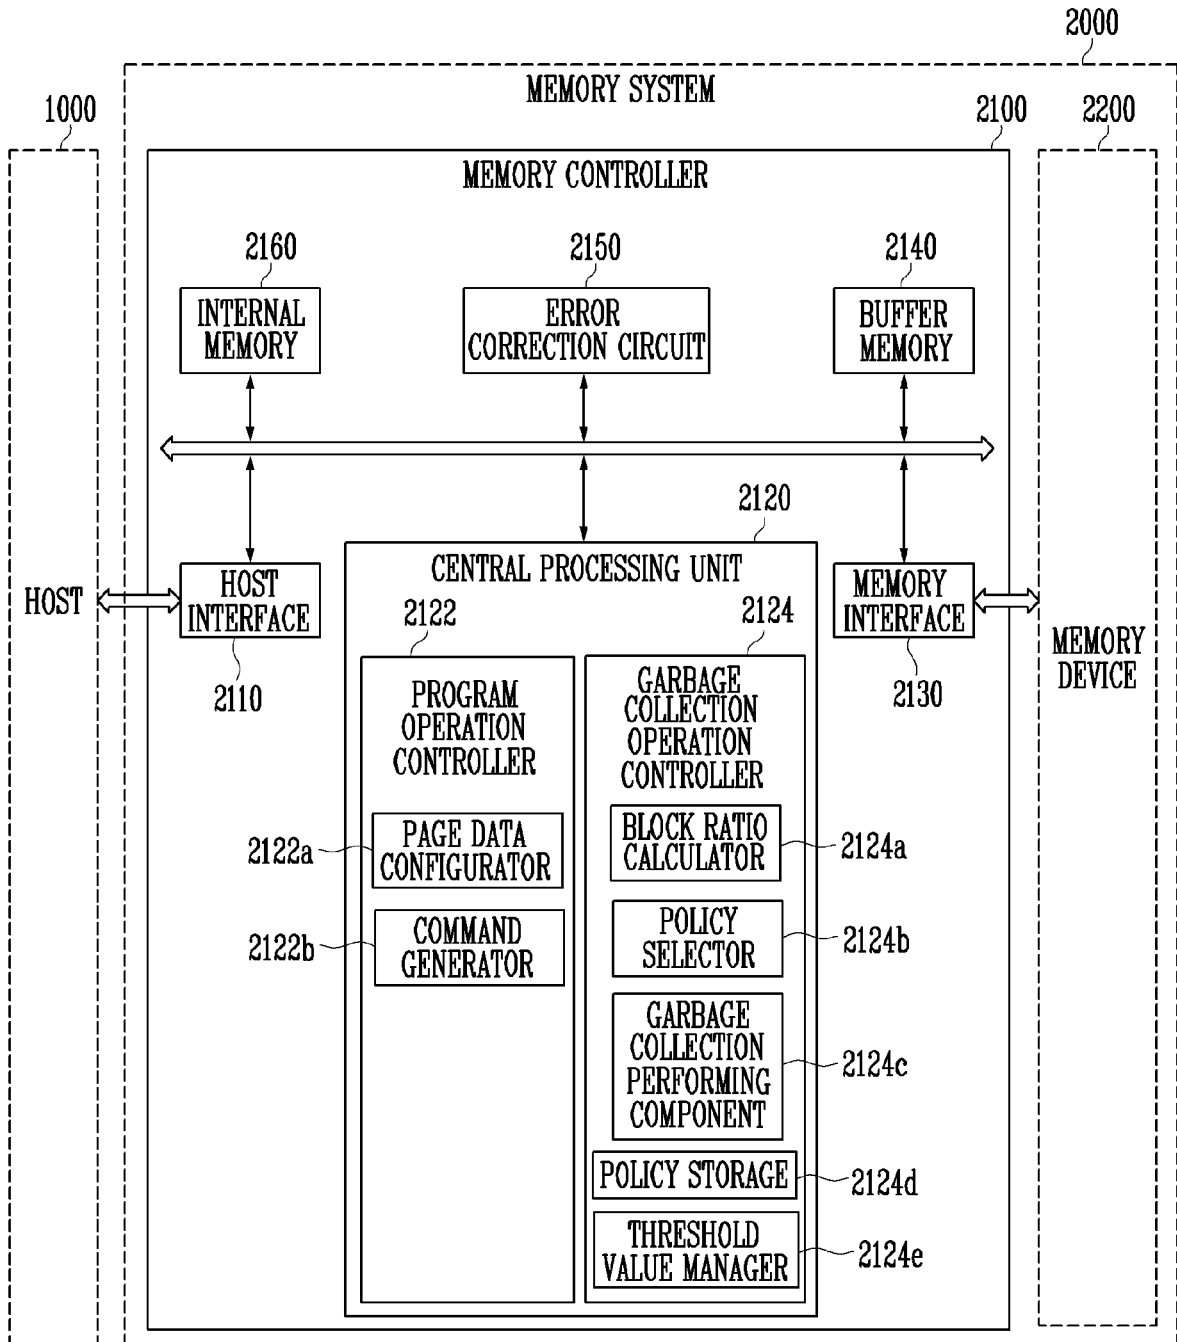 2000
MEMORY SYSTEM
1000
2100
2200
MEMORY CONTROLLER
2160
2150
2140
INTERNAL
MEMORY
ERROR
CORRECTION CIRCUIT
BUFFER
MEMORY
2120
CENTRAL PROCESSING UNIT
HOST
HOST
INTERFACE
2110
MEMORY
INTERFACE
2130
MEMORY
DEVICE
2122
PROGRAM
OPERATION
CONTROLLER
2122a
PAGE DATA
CONFIGURATOR
2122b
COMMAND
GENERATOR
2124
GARBAGE
COLLECTION
OPERATION
CONTROLLER
BLOCK RATIO
CALCULATOR
2124a
POLICY
SELECTOR
2124b
GARBAGE
COLLECTION
PERFORMING
COMPONENT
2124c
POLICY STORAGE
2124d
THRESHOLD
VALUE MANAGER
2124e